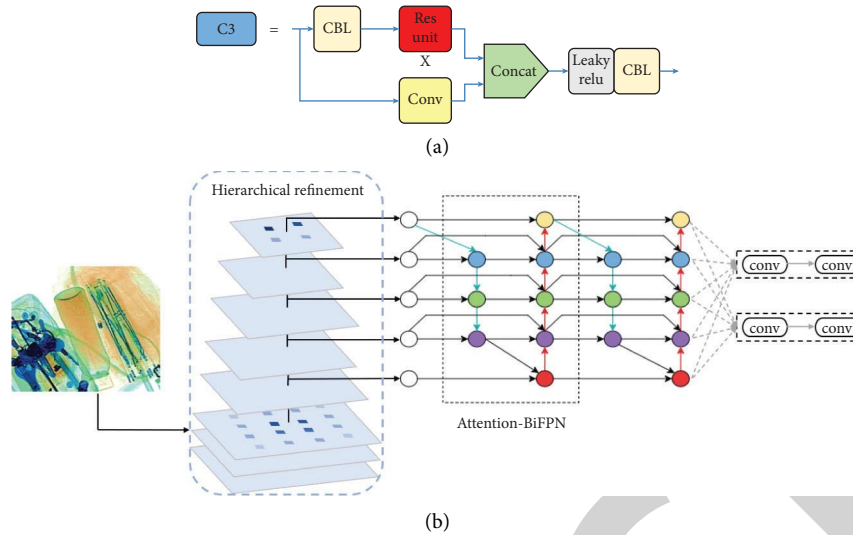 C3
=
CBL
Res
unit
X
Conv
Concat
Leaky
relu
CBL
(a)
Hierarchical refinement
Attention-BiFPN
conv
conv
conv
conv
(b)